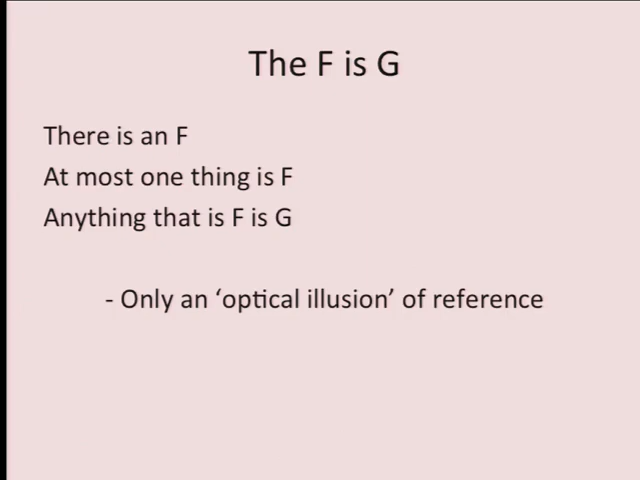 The F is G
There is an F
At most one thing is F
Anything that is F is G
- Only an ‘optical illusion’ of reference